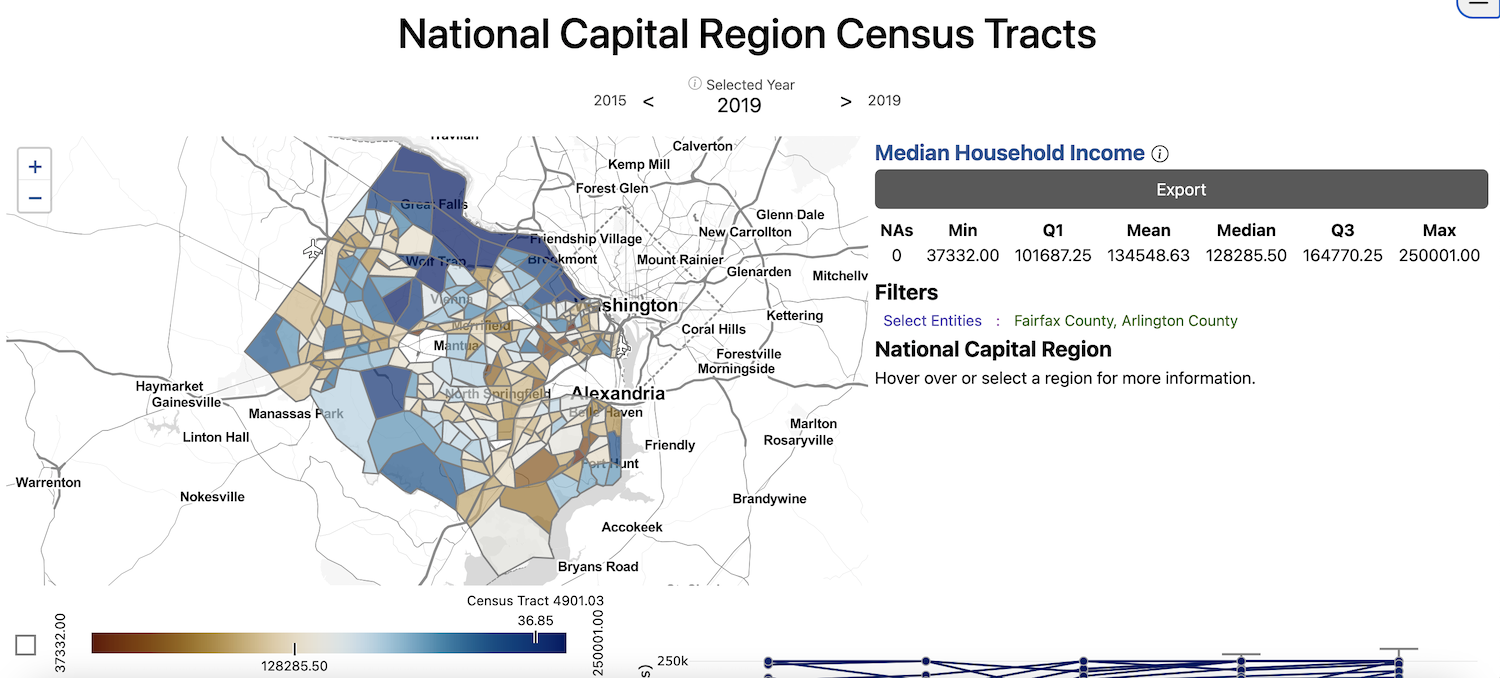 National Capital Region Census Tracts
Selected Year
2015 < 2019 > 2019
+
−
Calverton
Kemp Mill
Forest Glen
Great Falls
Glenn Dale
New Carrollton
Friendship Village
Wolf Trap
Brookmont
Mount Rainier
Glenarden
Mitchellv
Vienna
Washington
Kettering
Merrifield
Coral Hills
Mantua
Forestville
Morningside
Haymarket
Gainesville
North Springfield
Alexandria
Manassas Park
Belle Haven
Marlton
Linton Hall
Rosaryville
Friendly
Fort Hunt
Warrenton
Nokesville
Brandywine
Accokeek
Bryans Road
Median Household Income
Export
NAs Min Q1 Mean Median Q3 Max
0 37332.00 101687.25 134548.63 128285.50 164770.25 250001.00
Filters
Select Entities : Fairfax County, Arlington County
National Capital Region
Hover over or select a region for more information.
Census Tract 4901.03
36.85
37332.00
128285.50
250001.00
250k